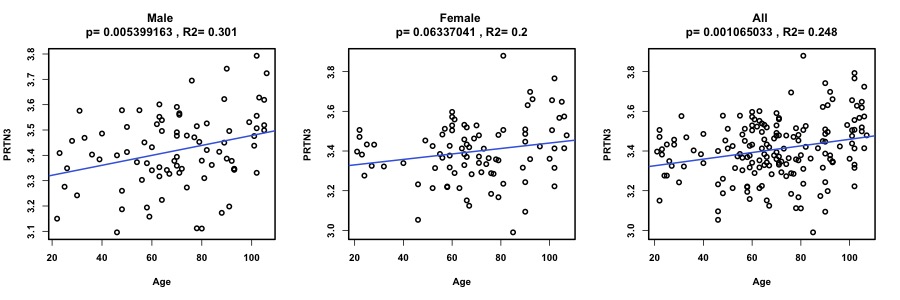 Male
p= 0.005399163 , R2= 0.301
PRTN3
3.8
3.7
3.6
3.5
3.4
3.3
3.2
3.1
20 40 60 80 100
Age
Female
p= 0.06337041 , R2= 0.2
PRTN3
3.8
3.6
3.4
3.2
3.0
20 40 60 80 100
Age
All
p= 0.001065033 , R2= 0.248
PRTN3
3.8
3.6
3.4
3.2
3.0
20 40 60 80 100
Age